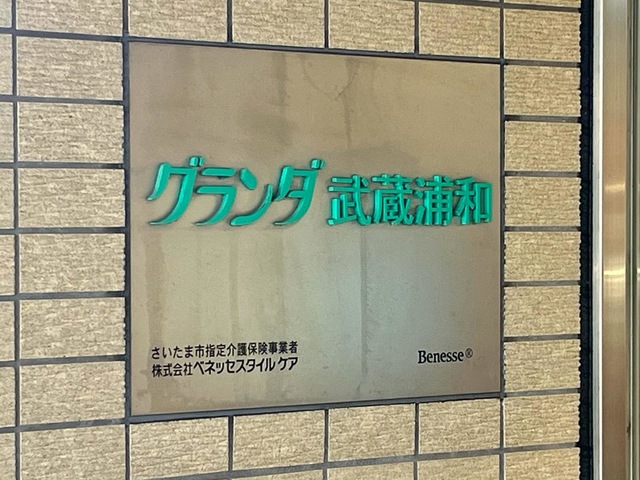 グランダ 武蔵浦和
さいたま市指定介護保険事業者
株式会社ベネッセスタイルケア
Benesse®